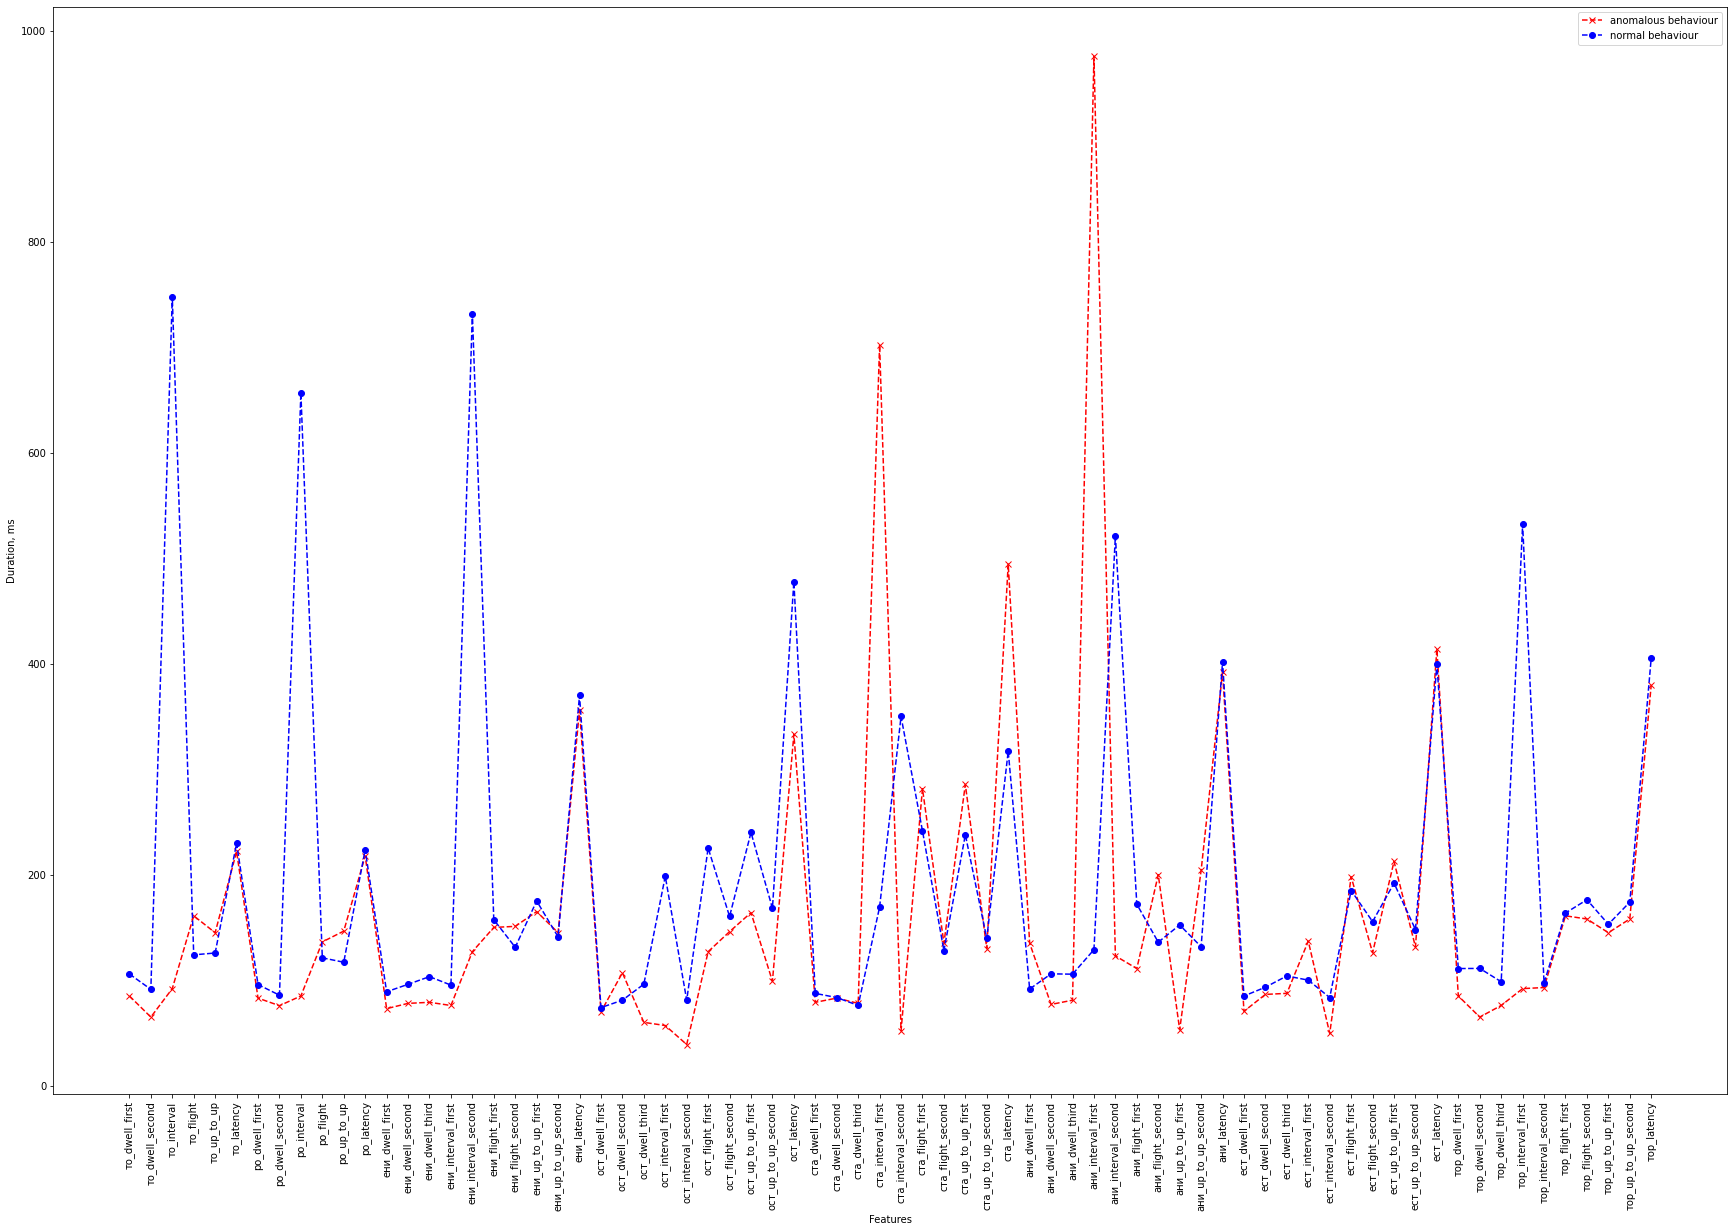 anomalous behaviour
normal behaviour
1000
800
600
400
200
0
Duration, ms
то_dwell_first
то_dwell_second
то_interval
то_flight
то_up_to_up
то_latency
ро_dwell_first
ро_dwell_second
ро_interval
ро_flight
ро_up_to_up
ро_latency
ени_dwell_first
ени_dwell_second
ени_dwell_third
ени_interval_first
ени_interval_second
ени_flight_first
ени_flight_second
ени_up_to_up_first
ени_up_to_up_second
ени_latency
ост_dwell_first
ост_dwell_second
ост_dwell_third
ост_interval_first
ост_interval_second
ост_flight_first
ост_flight_second
ост_up_to_up_first
ост_up_to_up_second
ост_latency
ста_dwell_first
ста_dwell_second
ста_dwell_third
ста_interval_first
ста_interval_second
ста_flight_first
ста_flight_second
ста_up_to_up_first
ста_up_to_up_second
ста_latency
ани_dwell_first
ани_dwell_second
ани_dwell_third
ани_interval_first
ани_interval_second
ани_flight_first
ани_flight_second
ани_up_to_up_first
ани_up_to_up_second
ани_latency
ест_dwell_first
ест_dwell_second
ест_dwell_third
ест_interval_first
ест_interval_second
ест_flight_first
ест_flight_second
ест_up_to_up_first
ест_up_to_up_second
ест_latency
тор_dwell_first
тор_dwell_second
тор_dwell_third
тор_interval_first
тор_interval_second
тор_flight_first
тор_flight_second
тор_up_to_up_first
тор_up_to_up_second
тор_latency
Features